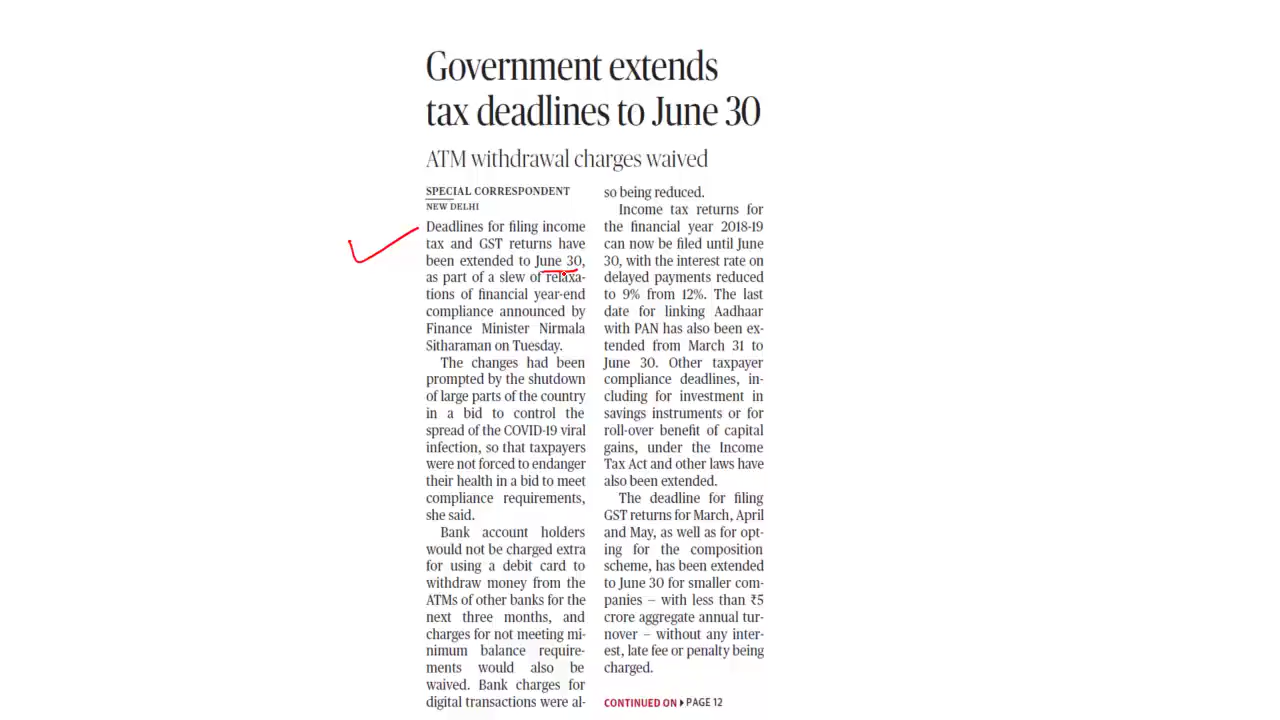 Government extends
tax deadlines to June 30
ATM withdrawal charges waived
SPECIAL CORRESPONDENT
NEW DELHI
Deadlines for filing income
tax and GST returns have
been extended to June 30,
as part of a slew of relaxa-
tions of financial year-end
compliance announced by
Finance Minister Nirmala
Sitharaman on Tuesday.
The changes had been
prompted by the shutdown
of large parts of the country
in a bid to control the
spread of the COVID-19 viral
infection, so that taxpayers
were not forced to endanger
their health in a bid to meet
compliance requirements,
she said.
Bank account holders
would not be charged extra
for using a debit card to
withdraw money from the
ATMs of other banks for the
next three months, and
charges for not meeting mi-
nimum balance require-
ments would also be
waived. Bank charges for
digital transactions were al-
so being reduced.
Income tax returns for
the financial year 2018-19
can now be filed until June
30, with the interest rate on
delayed payments reduced
to 9% from 12%. The last
date for linking Aadhaar
with PAN has also been ex-
tended from March 31 to
June 30. Other taxpayer
compliance deadlines, in-
cluding for investment in
savings instruments or for
roll-over benefit of capital
gains, under the Income
Tax Act and other laws have
also been extended.
The deadline for filing
GST returns for March, April
and May, as well as for opt-
ing for the composition
scheme, has been extended
to June 30 for smaller com-
panies – with less than ₹5
crore aggregate annual tur-
nover – without any inter-
est, late fee or penalty being
charged.
CONTINUED ON PAGE 12